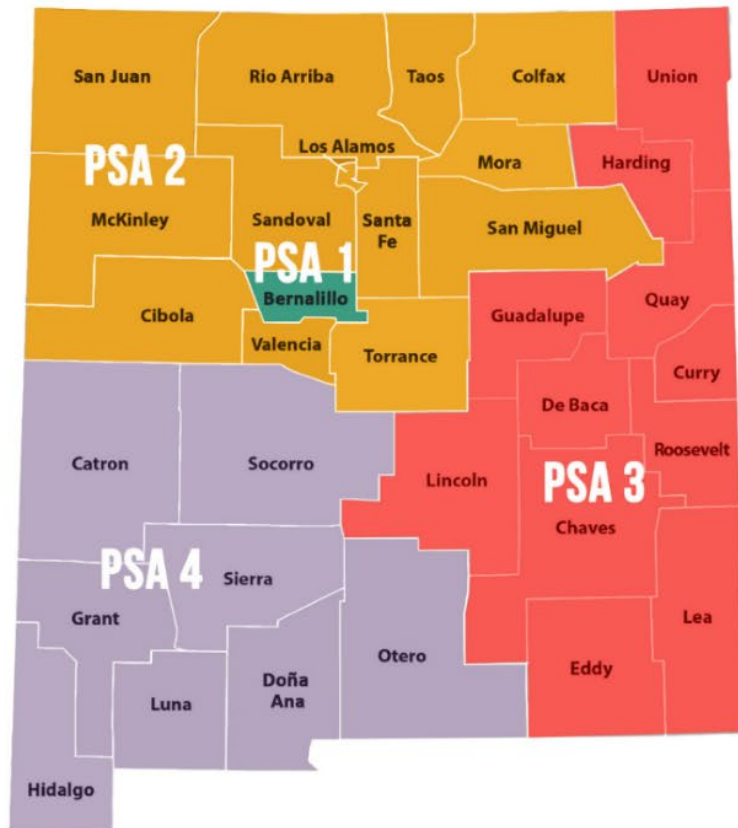 San Juan
Rio Arriba
Taos
Colfax
Union
Los Alamos
PSA 2
Mora
Harding
McKinley
Sandoval
Santa
Fe
San Miguel
PSA 1
Bernalillo
Quay
Cibola
Guadalupe
Valencia
Torrance
Curry
De Baca
Catron
Socorro
Lincoln
Roosevelt
PSA 3
Chaves
PSA 4
Sierra
Grant
Lea
Otero
Eddy
Doña
Ana
Luna
Hidalgo